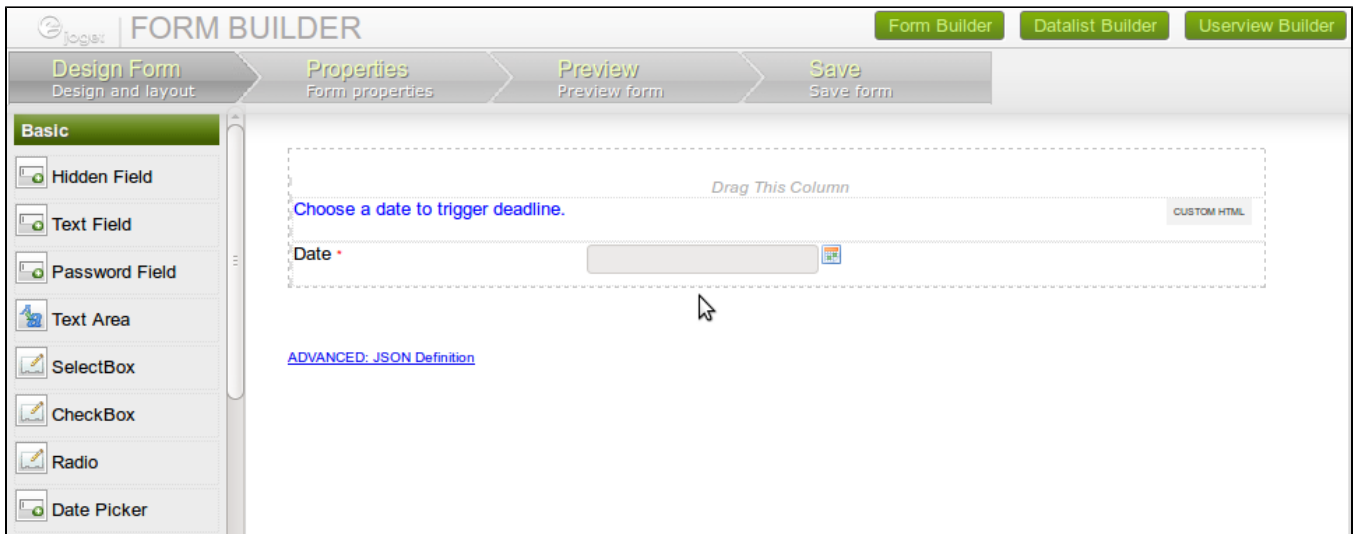 joget | FORM BUILDER
Form Builder
Datalist Builder
Userview Builder
Design Form
Design and layout
Properties
Form properties
Preview
Preview form
Save
Save form
Basic
Hidden Field
Text Field
Password Field
Text Area
SelectBox
CheckBox
Radio
Date Picker
Drag This Column
Choose a date to trigger deadline.
CUSTOM HTML
Date *
ADVANCED: JSON Definition